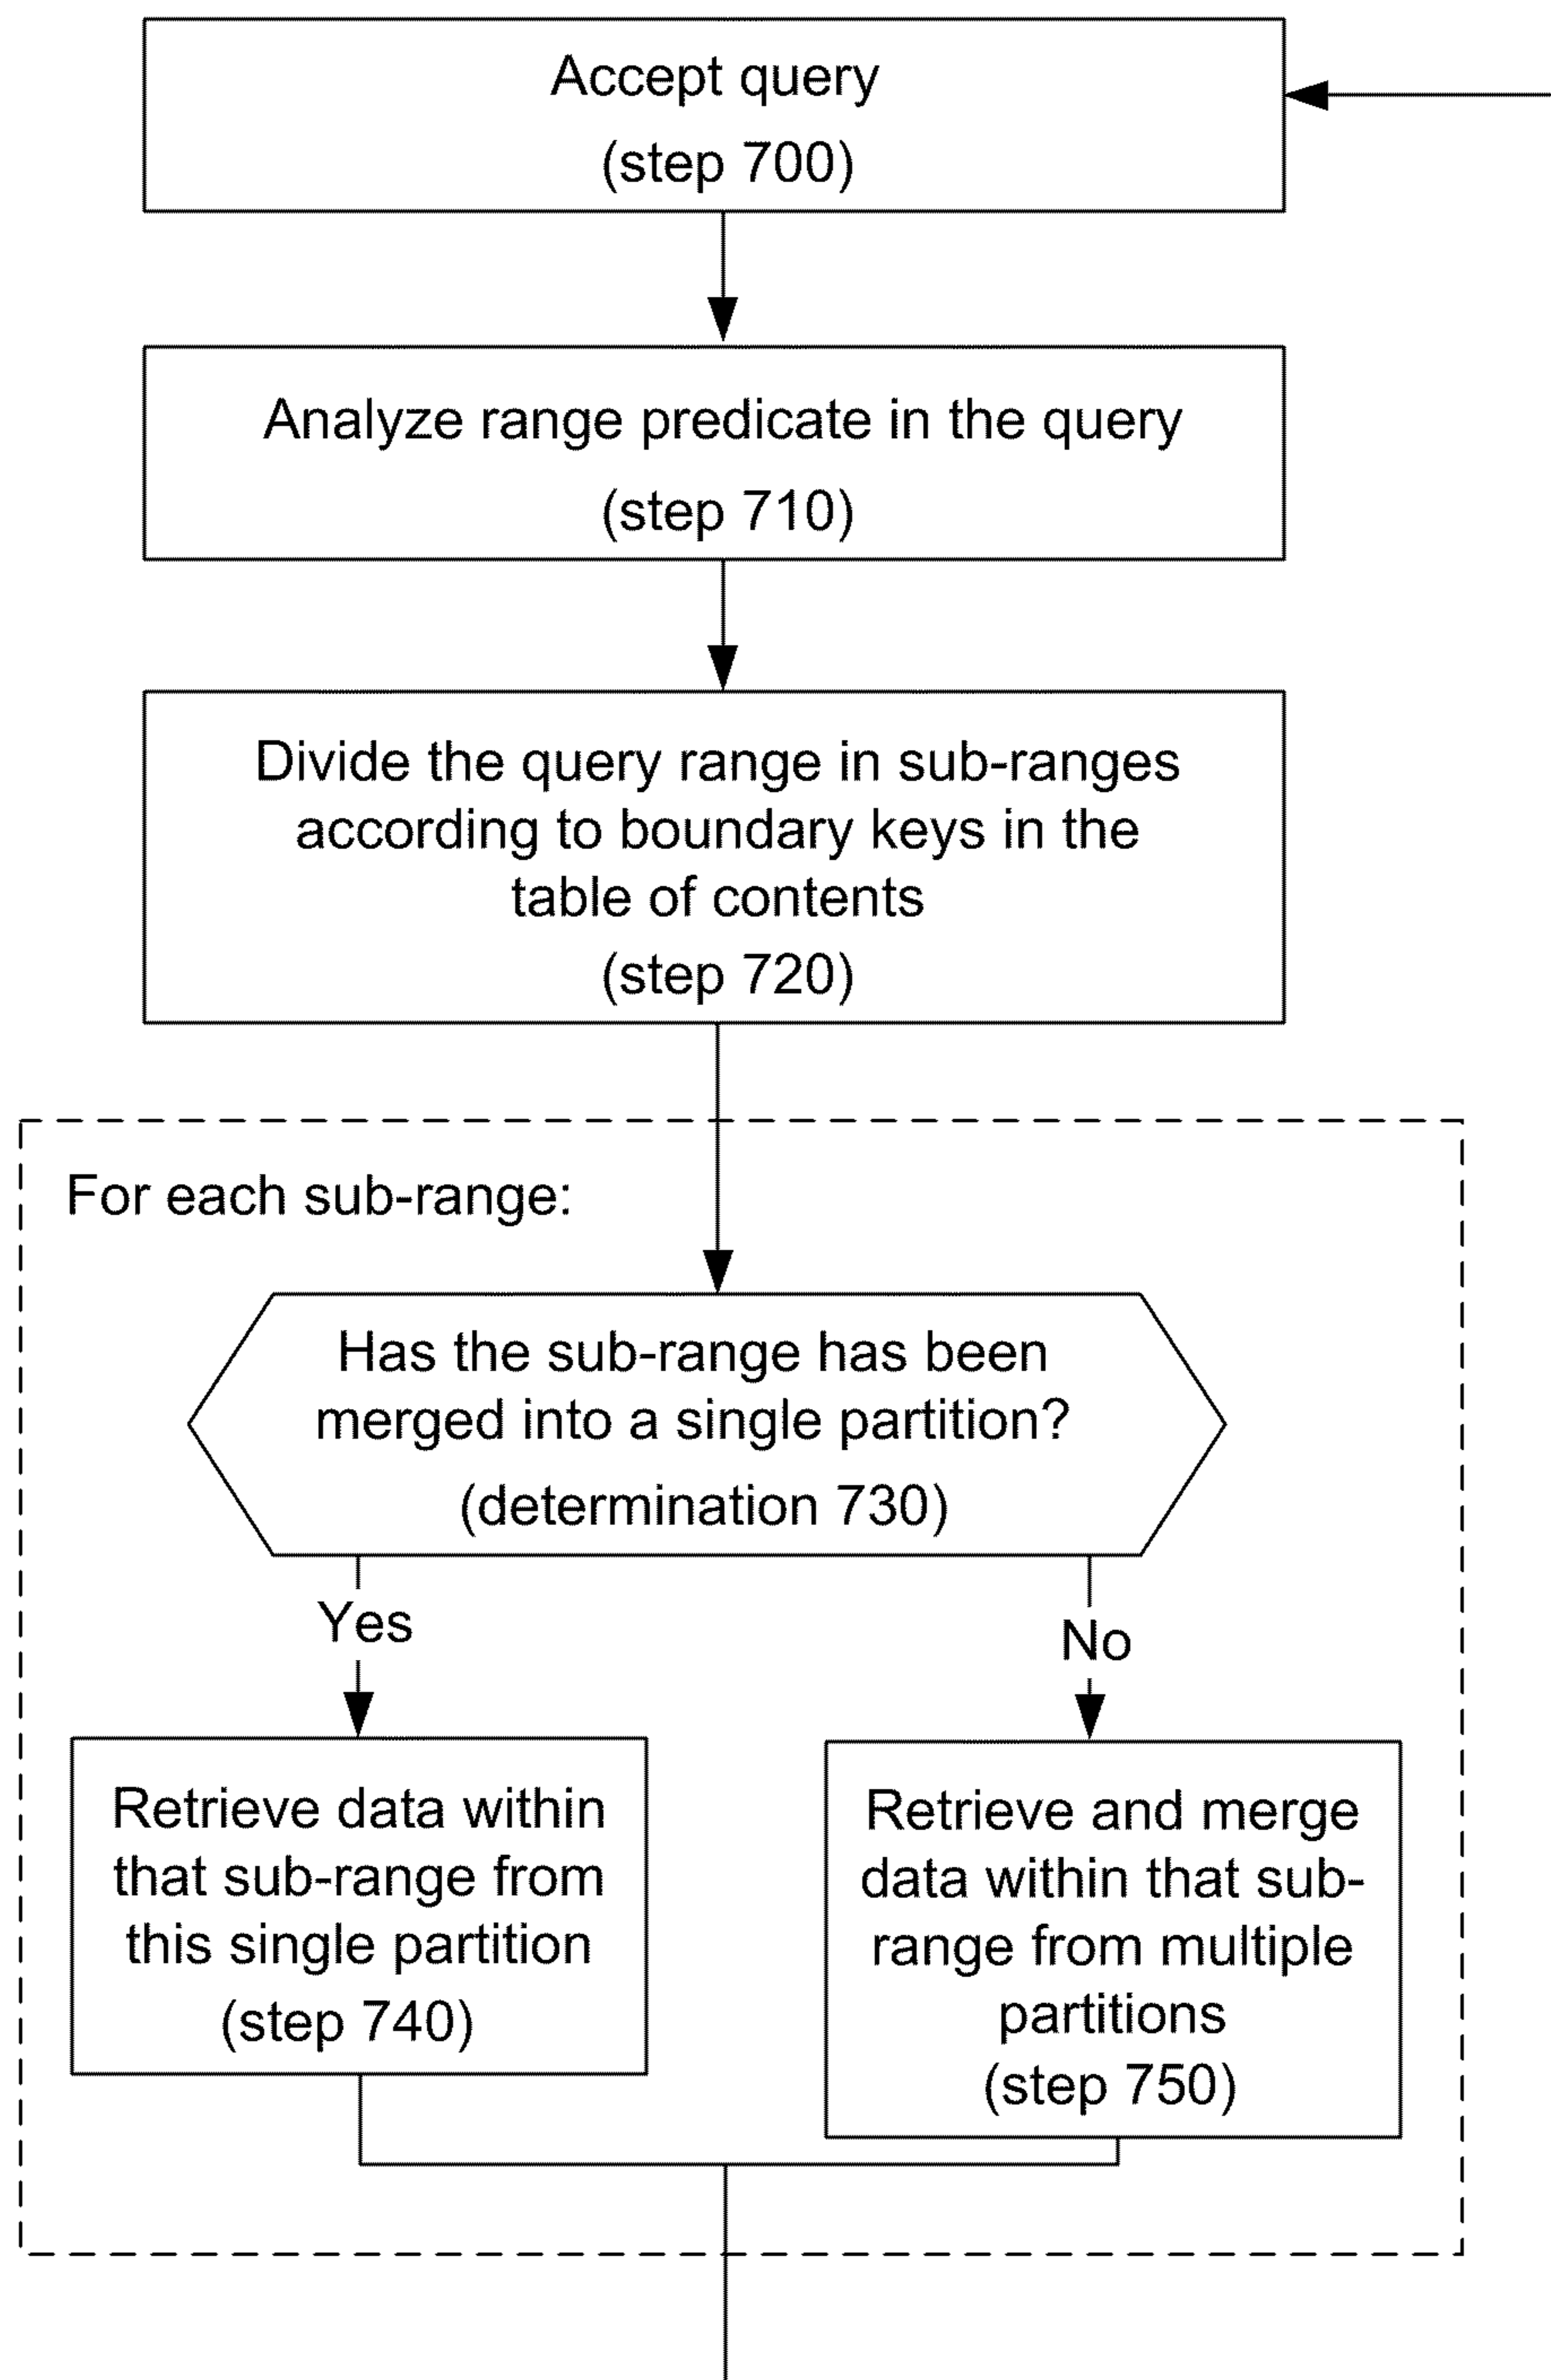 Accept query
(step 700)
Analyze range predicate in the query
(step 710)
Divide the query range in sub-ranges
according to boundary keys in the
table of contents
(step 720)
For each sub-range:
Has the sub-range has been
merged into a single partition?
(determination 730)
Yes
No
Retrieve data within
that sub-range from
this single partition
(step 740)
Retrieve and merge
data within that sub-
range from multiple
partitions
(step 750)